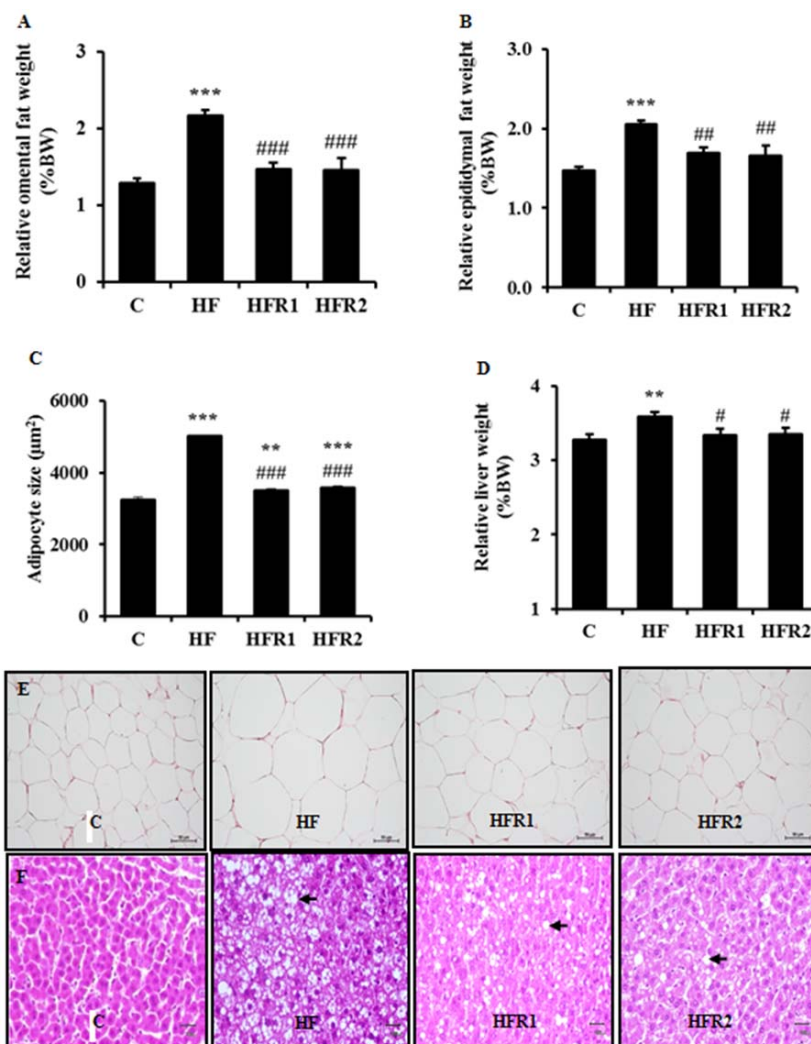 A
Relative omental fat weight
(%BW)
3
2
1
0
***
###
###
C HF HFR1 HFR2
B
Relative epididymal fat weight
(%BW)
3.0
2.0
1.0
0.0
***
##
##
C HF HFR1 HFR2
C
Adipocyte size (µm²)
6000
4000
2000
0
***
**
###
***
###
C HF HFR1 HFR2
D
Relative liver weight
(%BW)
4
3
2
1
**
#
#
C HF HFR1 HFR2
E
C HF HFR1 HFR2
F
C HF HFR1 HFR2